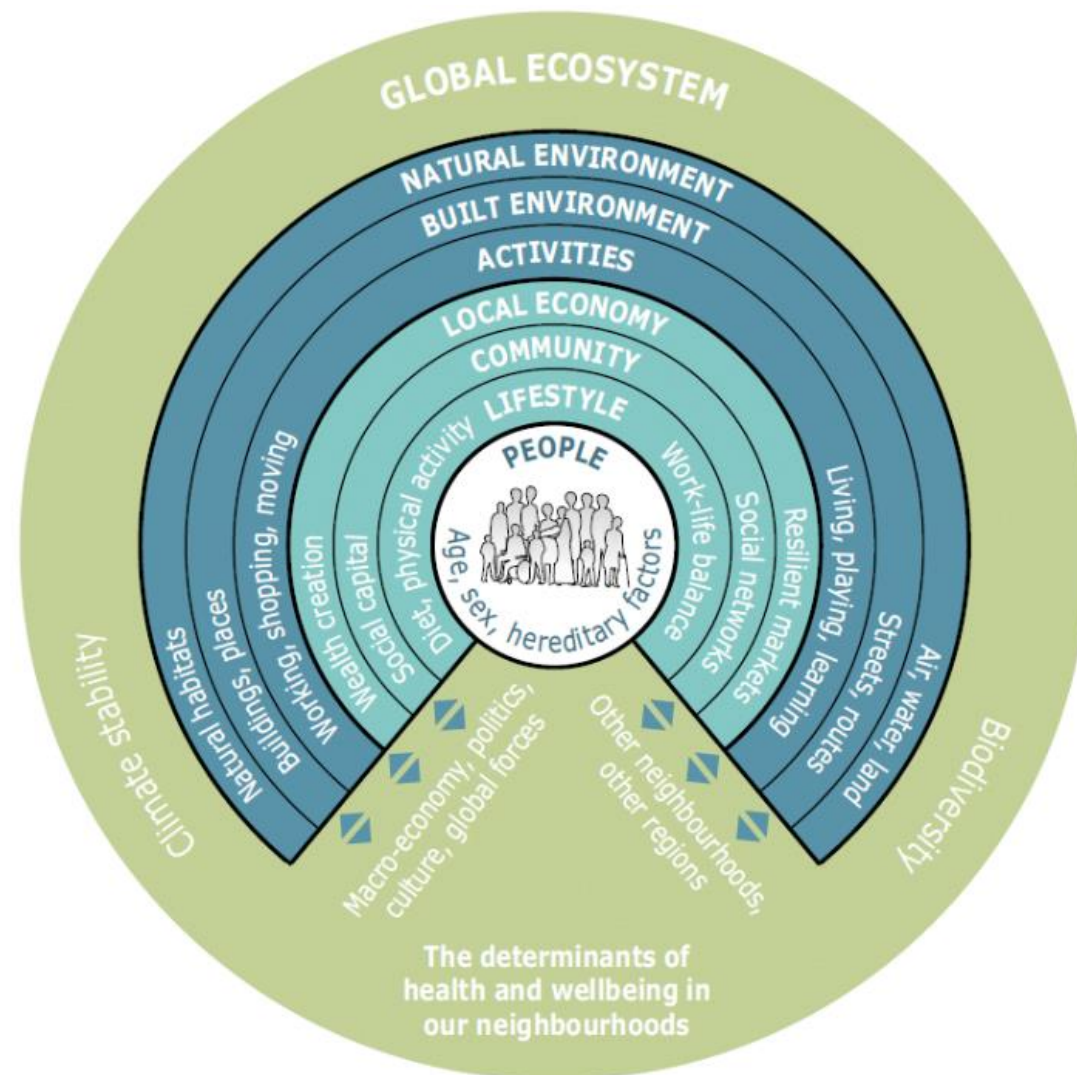 GLOBAL ECOSYSTEM
NATURAL ENVIRONMENT
BUILT ENVIRONMENT
ACTIVITIES
LOCAL ECONOMY
COMMUNITY
LIFESTYLE
PEOPLE
Age, sex, hereditary factors
Diet, physical activity
Work-life balance
Social capital
Social networks
Wealth creation
Resilient markets
Working, shopping, moving
Living, playing, learning
Buildings, places
Streets, routes
Natural habitats
Air, water, land
Climate stability
Biodiversity
Macro-economy, politics,
culture, global forces
Other neighbourhoods,
other regions
The determinants of
health and wellbeing in
our neighbourhoods